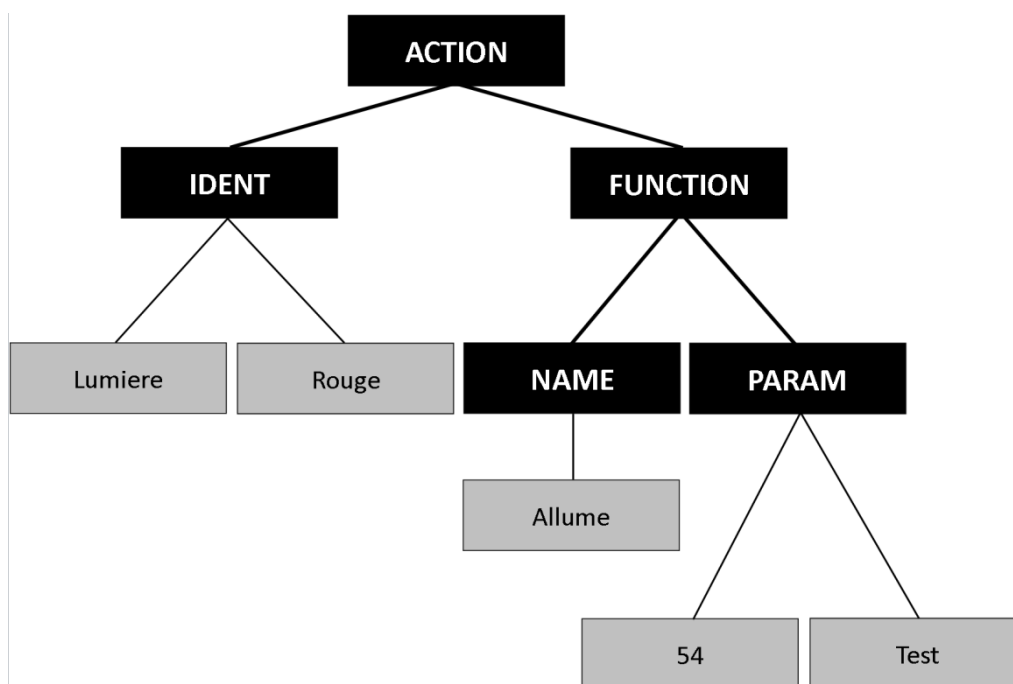 ACTION
IDENT
FUNCTION
Lumiere
Rouge
NAME
PARAM
Allume
54
Test